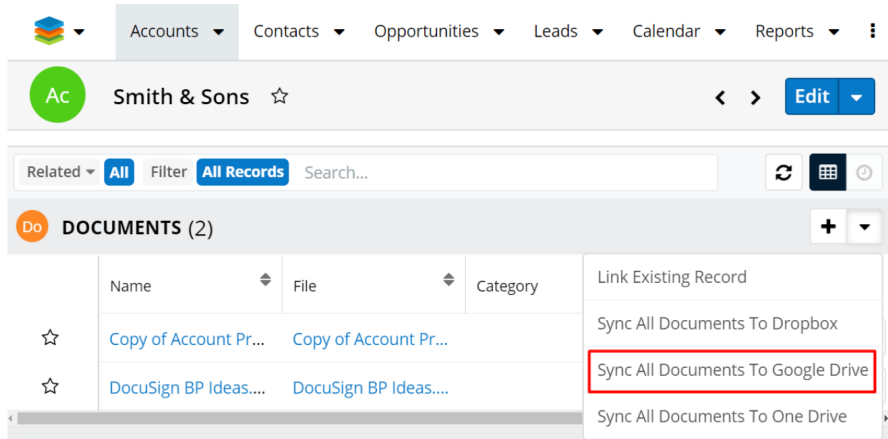 Accounts Contacts Opportunities Leads Calendar Reports
Ac Smith & Sons Edit
Related All Filter All Records Search...
Do DOCUMENTS (2)
Name File Category
Link Existing Record
Copy of Account Pr... Copy of Account Pr...
Sync All Documents To Dropbox
Sync All Documents To Google Drive
DocuSign BP Ideas.... DocuSign BP Ideas....
Sync All Documents To One Drive